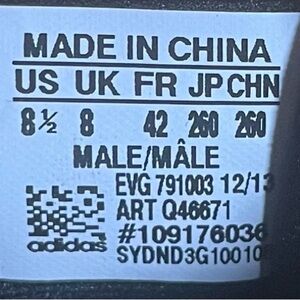 MADE IN CHINA
US UK FR JP CHN
8½ 8 42 260 260
MALE/MÂLE
EVG 791003 12/13
ART Q46671
#109176036
adidas